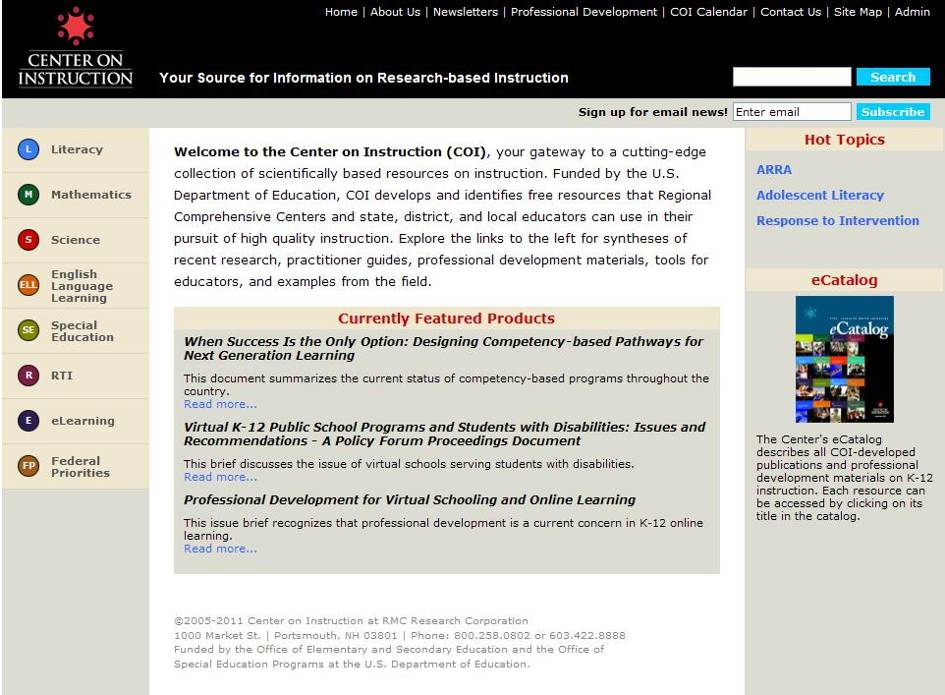 Home | About Us | Newsletters | Professional Development | COI Calendar | Contact Us | Site Map | Admin
CENTER ON
INSTRUCTION
Your Source for Information on Research-based Instruction
Search
Sign up for email news! Enter email Subscribe
L Literacy
M Mathematics
S Science
ELL English
Language
Learning
SE Special
Education
R RTI
E eLearning
FP Federal
Priorities
Welcome to the Center on Instruction (COI), your gateway to a cutting-edge
collection of scientifically based resources on instruction. Funded by the U.S.
Department of Education, COI develops and identifies free resources that Regional
Comprehensive Centers and state, district, and local educators can use in their
pursuit of high quality instruction. Explore the links to the left for syntheses of
recent research, practitioner guides, professional development materials, tools for
educators, and examples from the field.
Currently Featured Products
When Success Is the Only Option: Designing Competency-based Pathways for
Next Generation Learning
This document summarizes the current status of competency-based programs throughout the
country.
Read more...
Virtual K-12 Public School Programs and Students with Disabilities: Issues and
Recommendations - A Policy Forum Proceedings Document
This brief discusses the issue of virtual schools serving students with disabilities.
Read more...
Professional Development for Virtual Schooling and Online Learning
This issue brief recognizes that professional development is a current concern in K-12 online
learning.
Read more...
Hot Topics
ARRA
Adolescent Literacy
Response to Intervention
eCatalog
eCatalog
The Center's eCatalog
describes all COI-developed
publications and professional
development materials on K-12
instruction. Each resource can
be accessed by clicking on its
title in the catalog.
©2005-2011 Center on Instruction at RMC Research Corporation
1000 Market St. | Portsmouth, NH 03801 | Phone: 800.258.0802 or 603.422.8888
Funded by the Office of Elementary and Secondary Education and the Office of
Special Education Programs at the U.S. Department of Education.